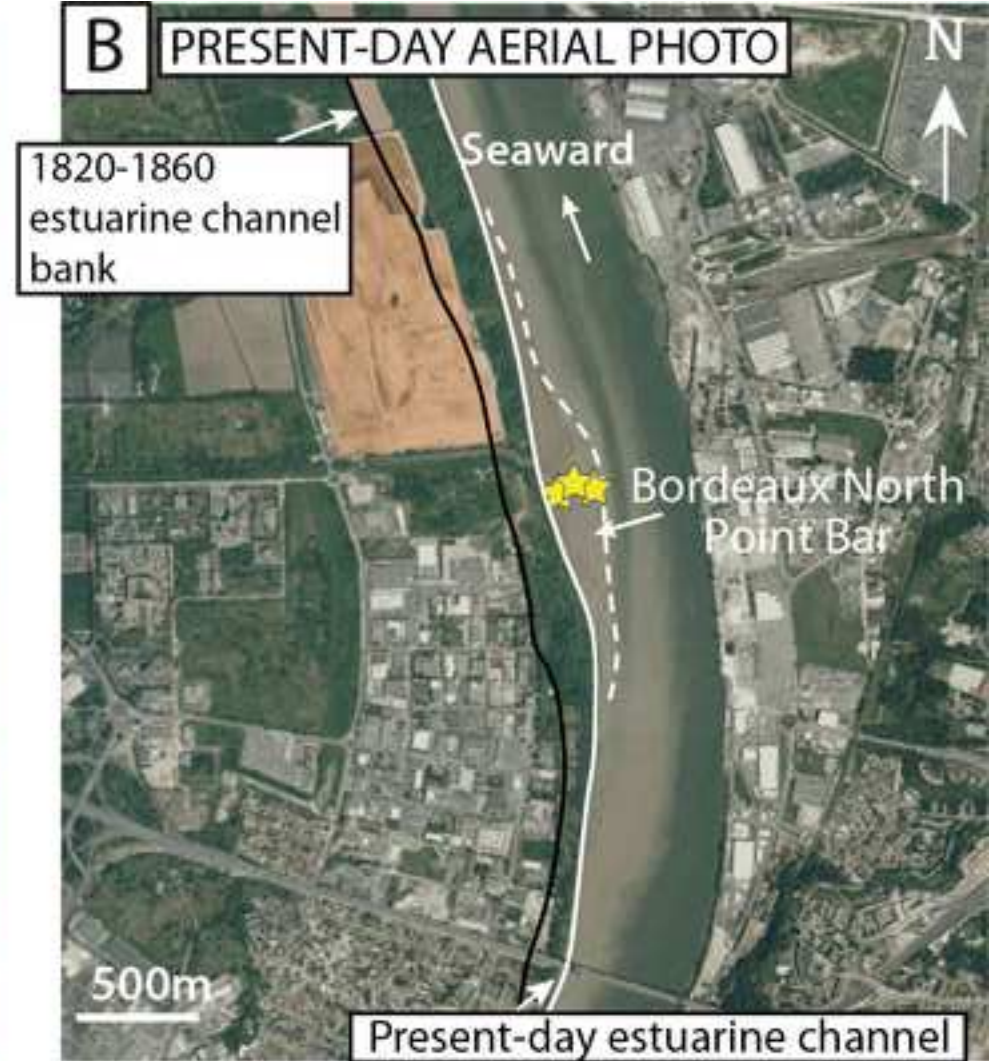 B
PRESENT-DAY AERIAL PHOTO
N
1820-1860
estuarine channel
bank
Seaward
Bordeaux North
Point Bar
500m
Present-day estuarine channel